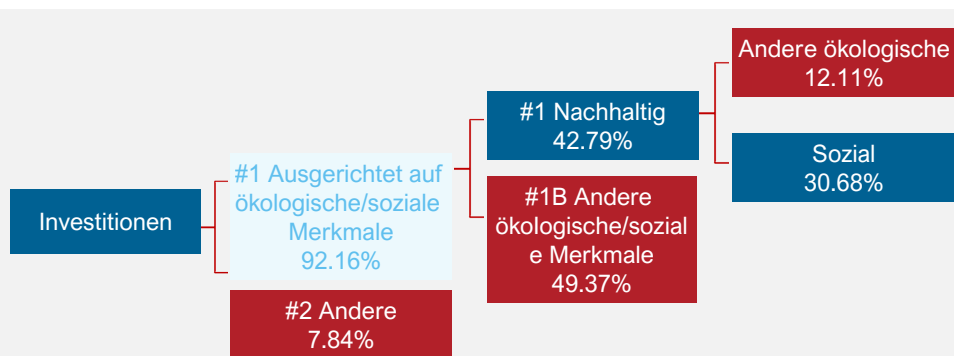 Investitionen
#1 Ausgerichtet auf
ökologische/soziale
Merkmale
92.16%
#2 Andere
7.84%
#1 Nachhaltig
42.79%
#1B Andere
ökologische/sozial
e Merkmale
49.37%
Andere ökologische
12.11%
Sozial
30.68%